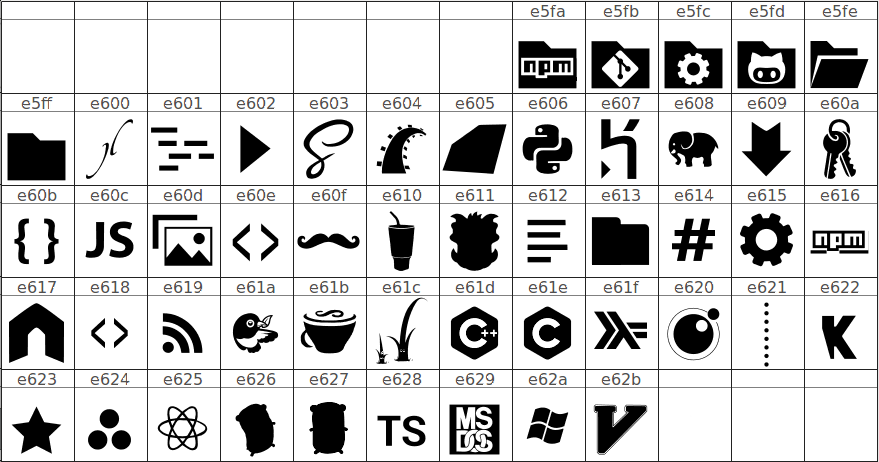 e5fa e5fb e5fc e5fd e5fe
npm
e5ff e600 e601 e602 e603 e604 e605 e606 e607 e608 e609 e60a
e60b e60c e60d e60e e60f e610 e611 e612 e613 e614 e615 e616
{} JS <> # npm
e617 e618 e619 e61a e61b e61c e61d e61e e61f e620 e621 e622
<> C++ C K
e623 e624 e625 e626 e627 e628 e629 e62a e62b
TS MS DOS V